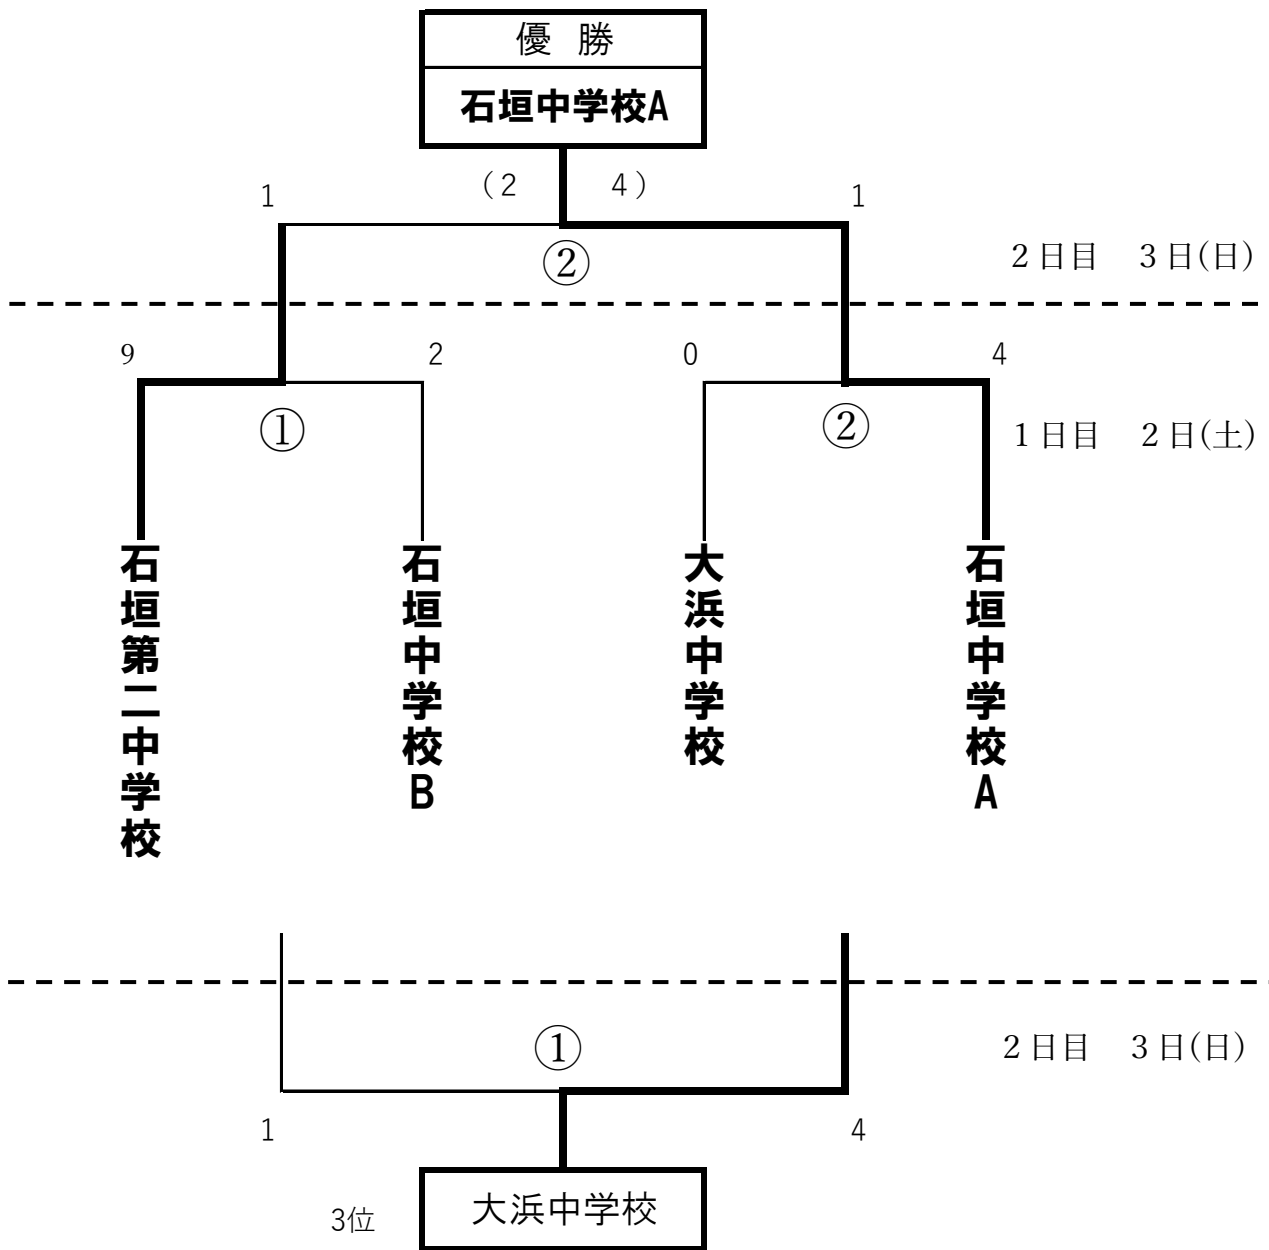 優 勝
石垣中学校A
1
（2 4）
1
②
2日目 3日(日)
9
2
0
4
①
②
1日目 2日(土)
石垣第二中学校
石垣中学校B
大浜中学校
石垣中学校A
①
2日目 3日(日)
1
4
3位
大浜中学校